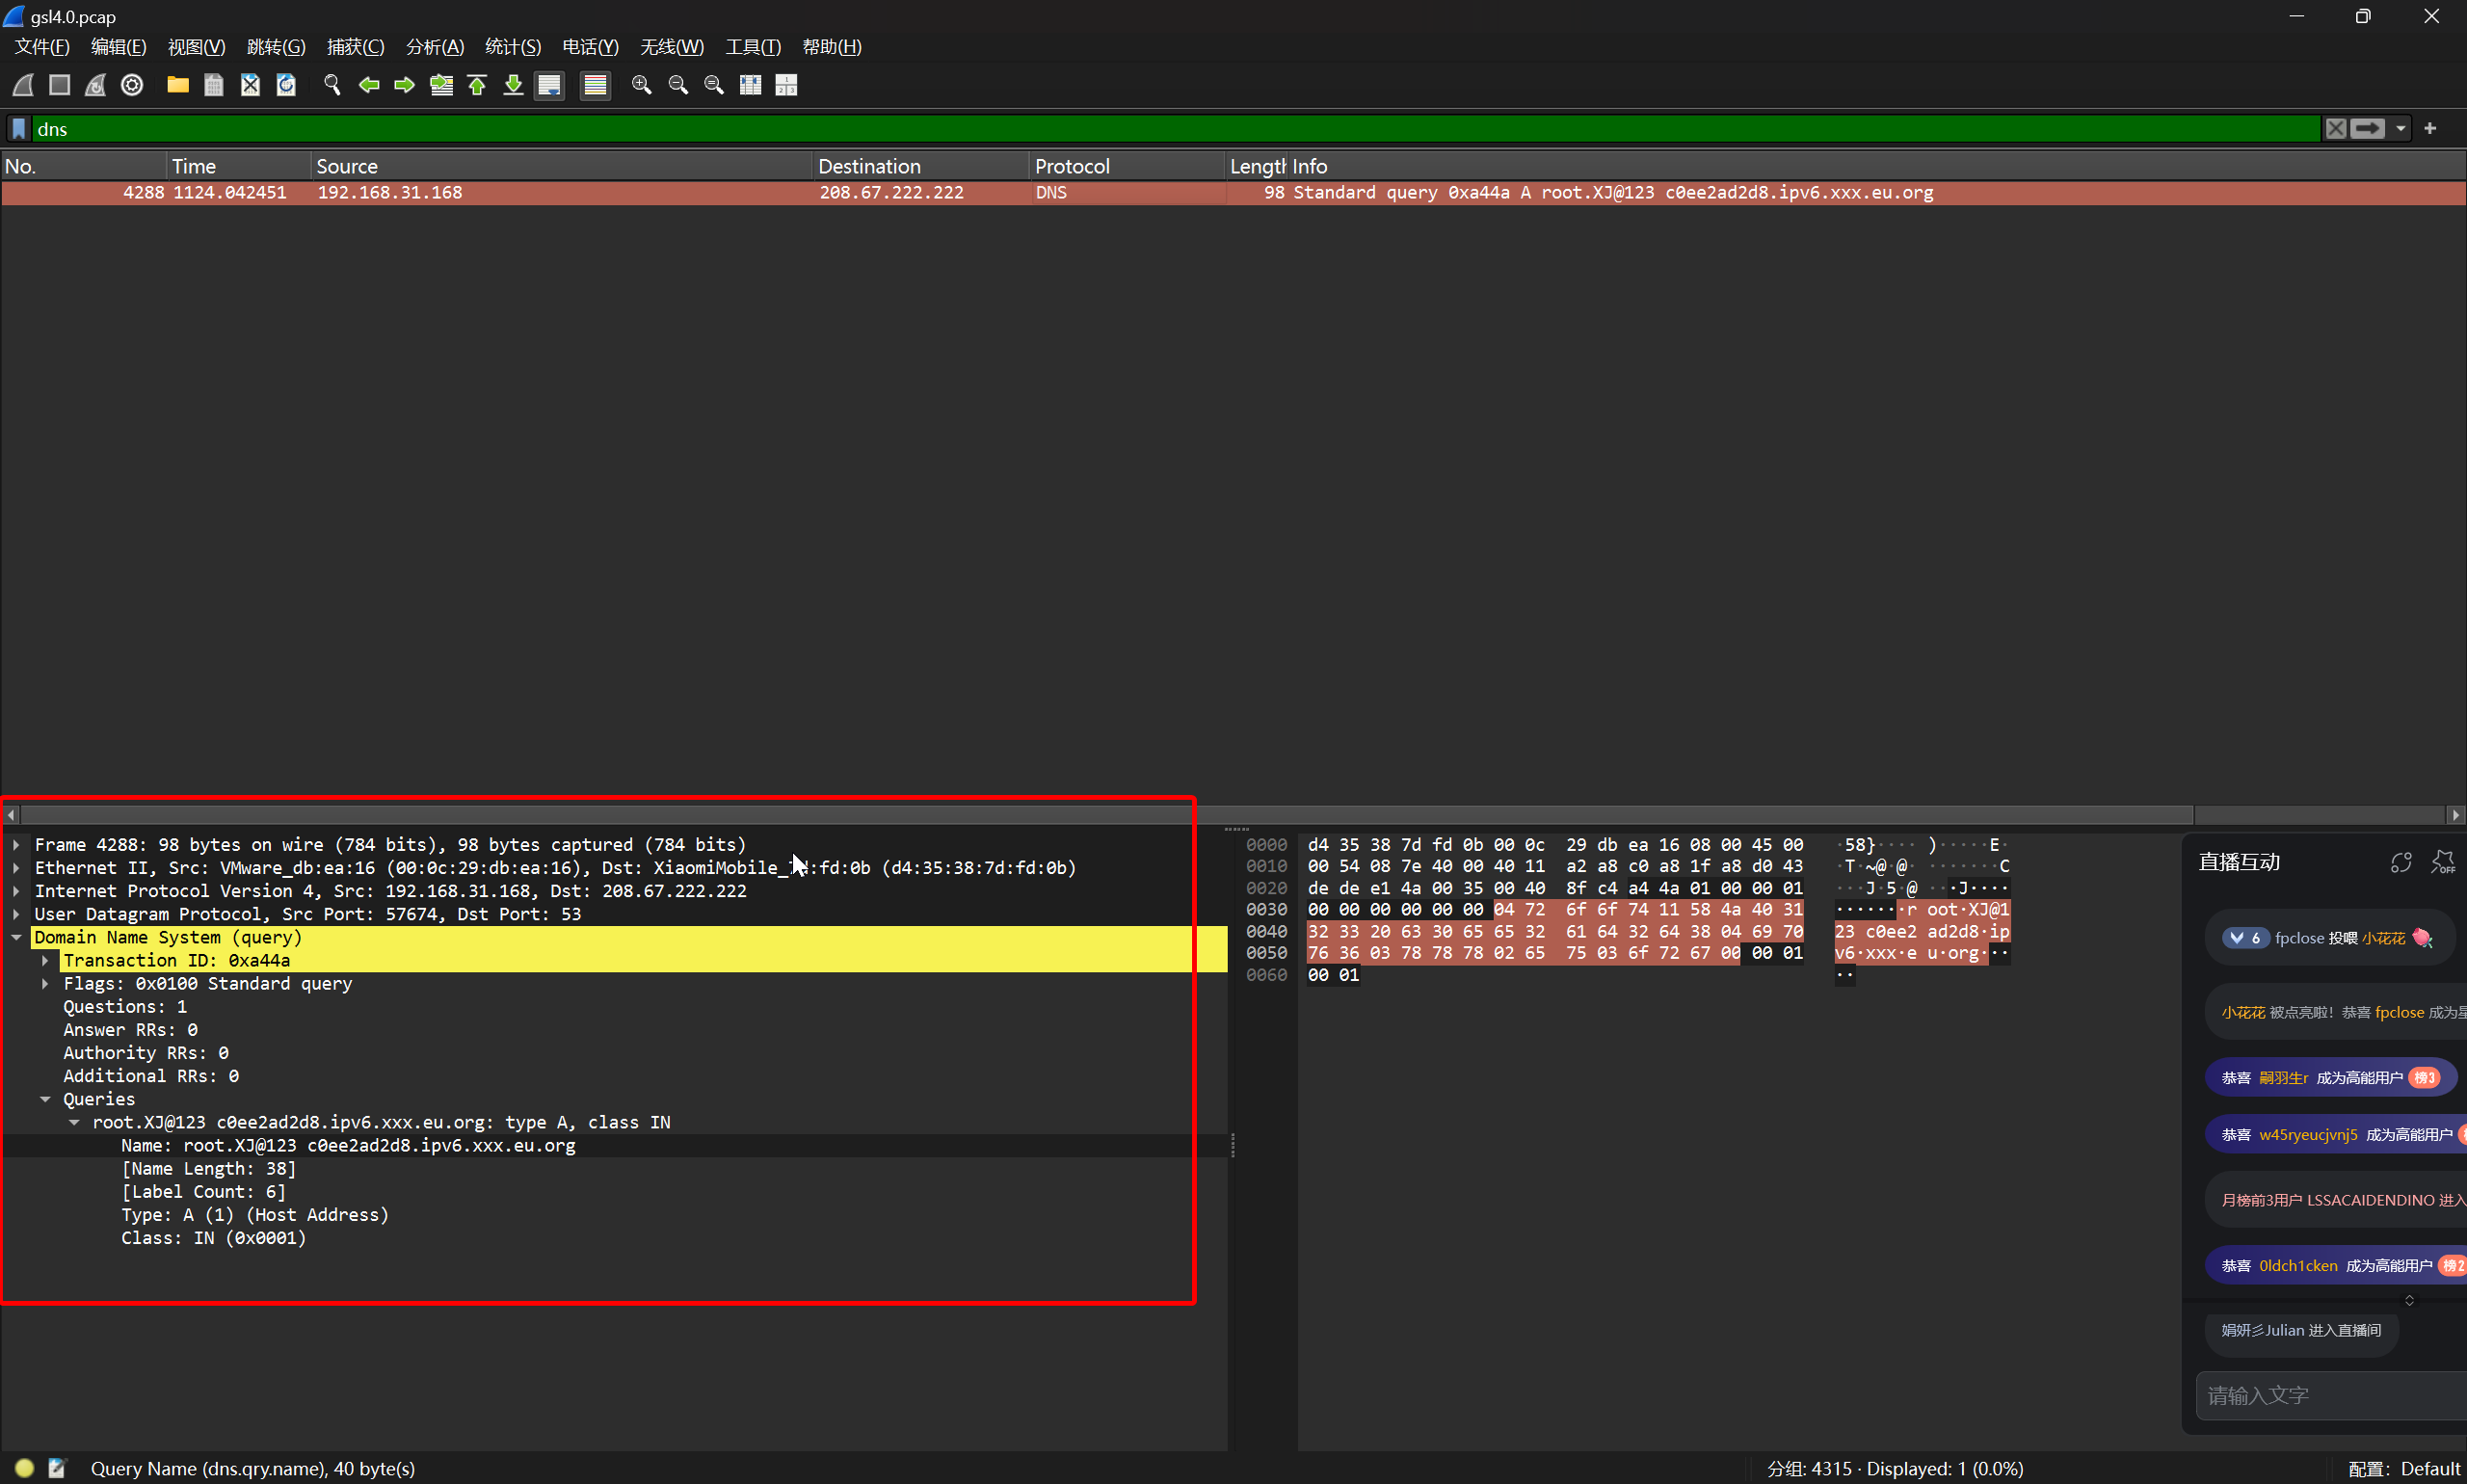 gsl4.0.pcap
文件(F) 编辑(E) 视图(V) 跳转(G) 捕获(C) 分析(A) 统计(S) 电话(Y) 无线(W) 工具(T) 帮助(H)
dns
No. Time Source Destination Protocol Length Info
4288 1124.042451 192.168.31.168 208.67.222.222 DNS 98 Standard query 0xa44a A root.XJ@123 c0ee2ad2d8.ipv6.xxx.eu.org
Frame 4288: 98 bytes on wire (784 bits), 98 bytes captured (784 bits)
Ethernet II, Src: VMware_db:ea:16 (00:0c:29:db:ea:16), Dst: XiaomiMobile_:fd:0b (d4:35:38:7d:fd:0b)
Internet Protocol Version 4, Src: 192.168.31.168, Dst: 208.67.222.222
User Datagram Protocol, Src Port: 57674, Dst Port: 53
Domain Name System (query)
Transaction ID: 0xa44a
Flags: 0x0100 Standard query
Questions: 1
Answer RRs: 0
Authority RRs: 0
Additional RRs: 0
Queries
root.XJ@123 c0ee2ad2d8.ipv6.xxx.eu.org: type A, class IN
Name: root.XJ@123 c0ee2ad2d8.ipv6.xxx.eu.org
[Name Length: 38]
[Label Count: 6]
Type: A (1) (Host Address)
Class: IN (0x0001)
0000 d4 35 38 7d fd 0b 00 0c 29 db ea 16 08 00 45 00 ·58}···· )·····E·
0010 00 54 08 7e 40 00 40 11 a2 a8 c0 a8 1f a8 d0 43 ·T·~@·@· ·······C
0020 de de e1 4a 00 35 00 40 8f c4 a4 4a 01 00 00 01 ···J·5·@ ···J····
0030 00 00 00 00 00 00 04 72 6f 6f 74 11 58 4a 40 31 ·······r oot·XJ@1
0040 32 33 20 63 30 65 65 32 61 64 32 64 38 04 69 70 23 c0ee2 ad2d8·ip
0050 76 36 03 78 78 78 02 65 75 03 6f 72 67 00 00 01 v6·xxx·e u·org···
0060 00 01 ··
直播互动
OFF
6 fpclose 投喂 小花花
小花花 被点亮啦！恭喜 fpclose 成为
恭喜 嗣羽生r 成为高能用户 榜3
恭喜 w45ryeucjvnj5 成为高能用户
月榜前3用户 LSSACAIDENDINO 进入
恭喜 0ldch1cken 成为高能用户 榜2
娟妍彡Julian 进入直播间
请输入文字
Query Name (dns.qry.name), 40 byte(s)
分组: 4315 · Displayed: 1 (0.0%)
配置: Default